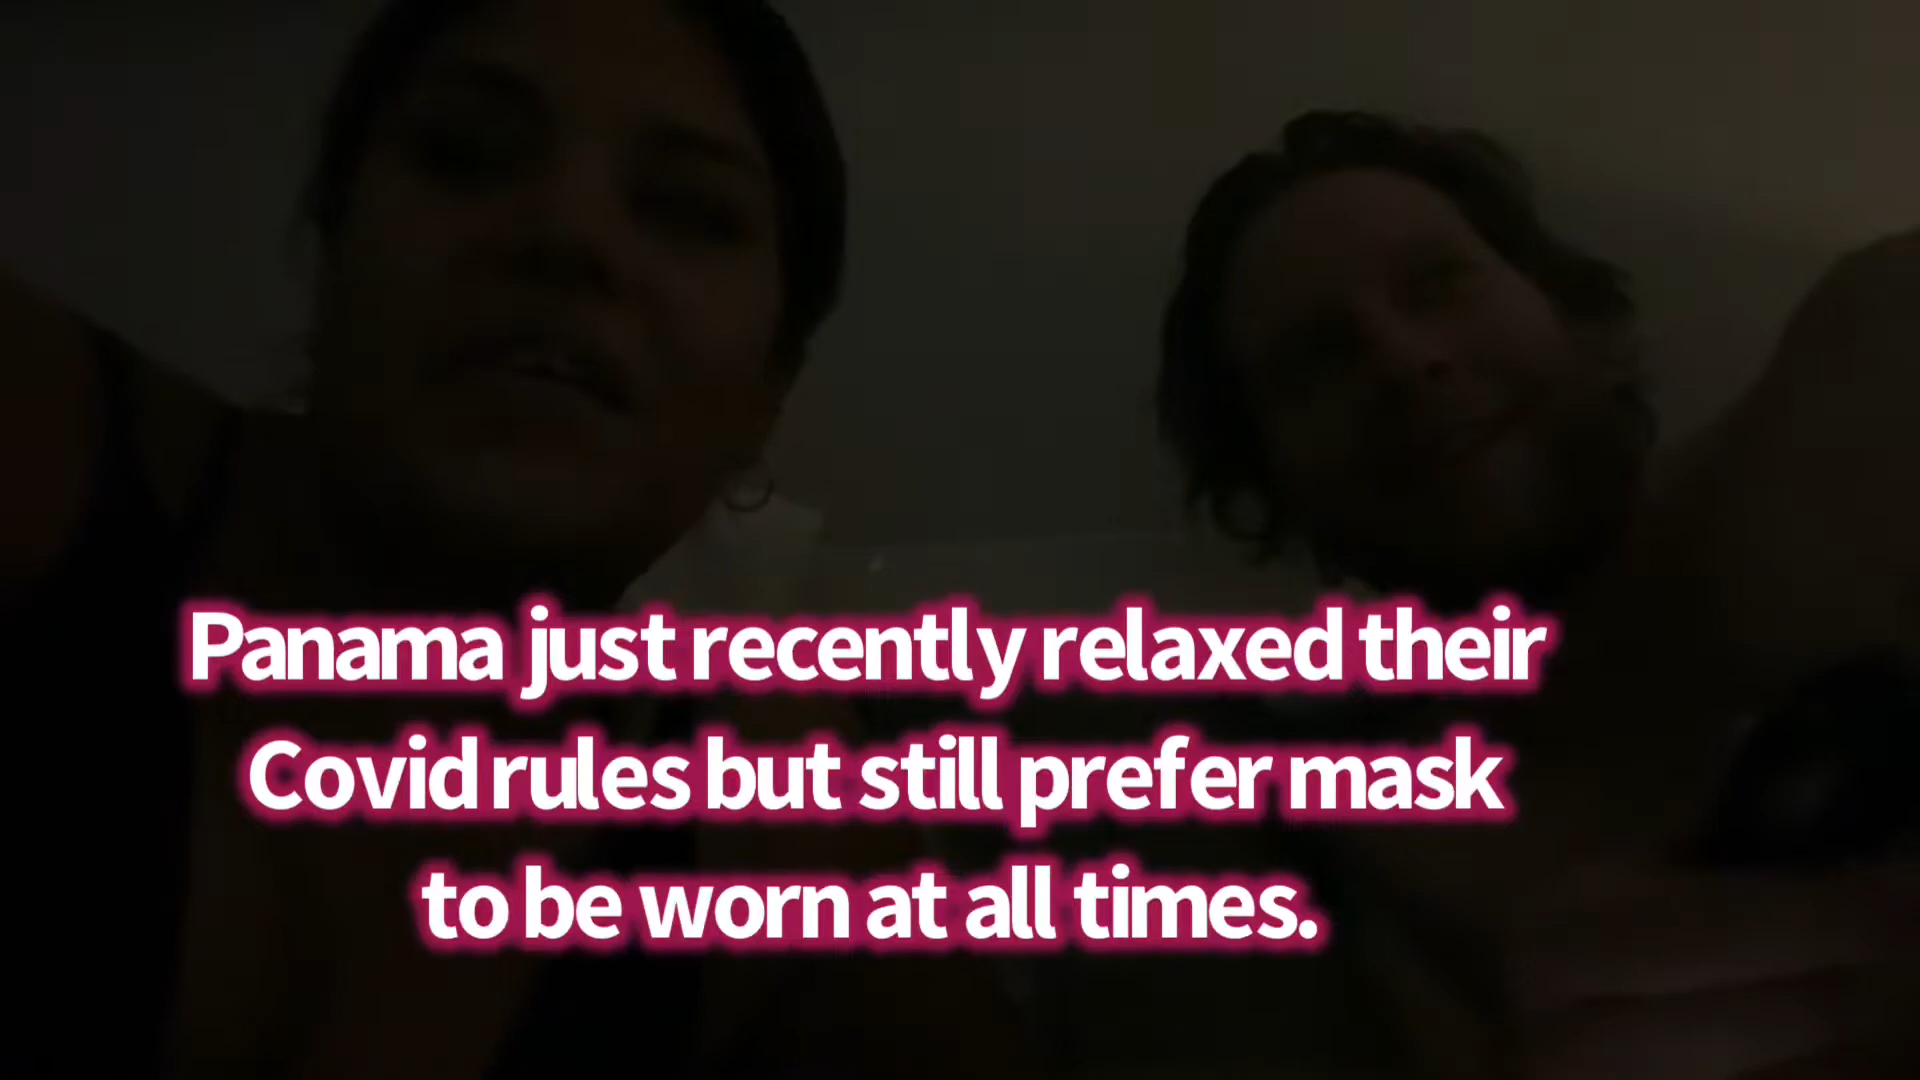 Panama just recently relaxed their
Covid rules but still prefer mask
to be worn at all times.